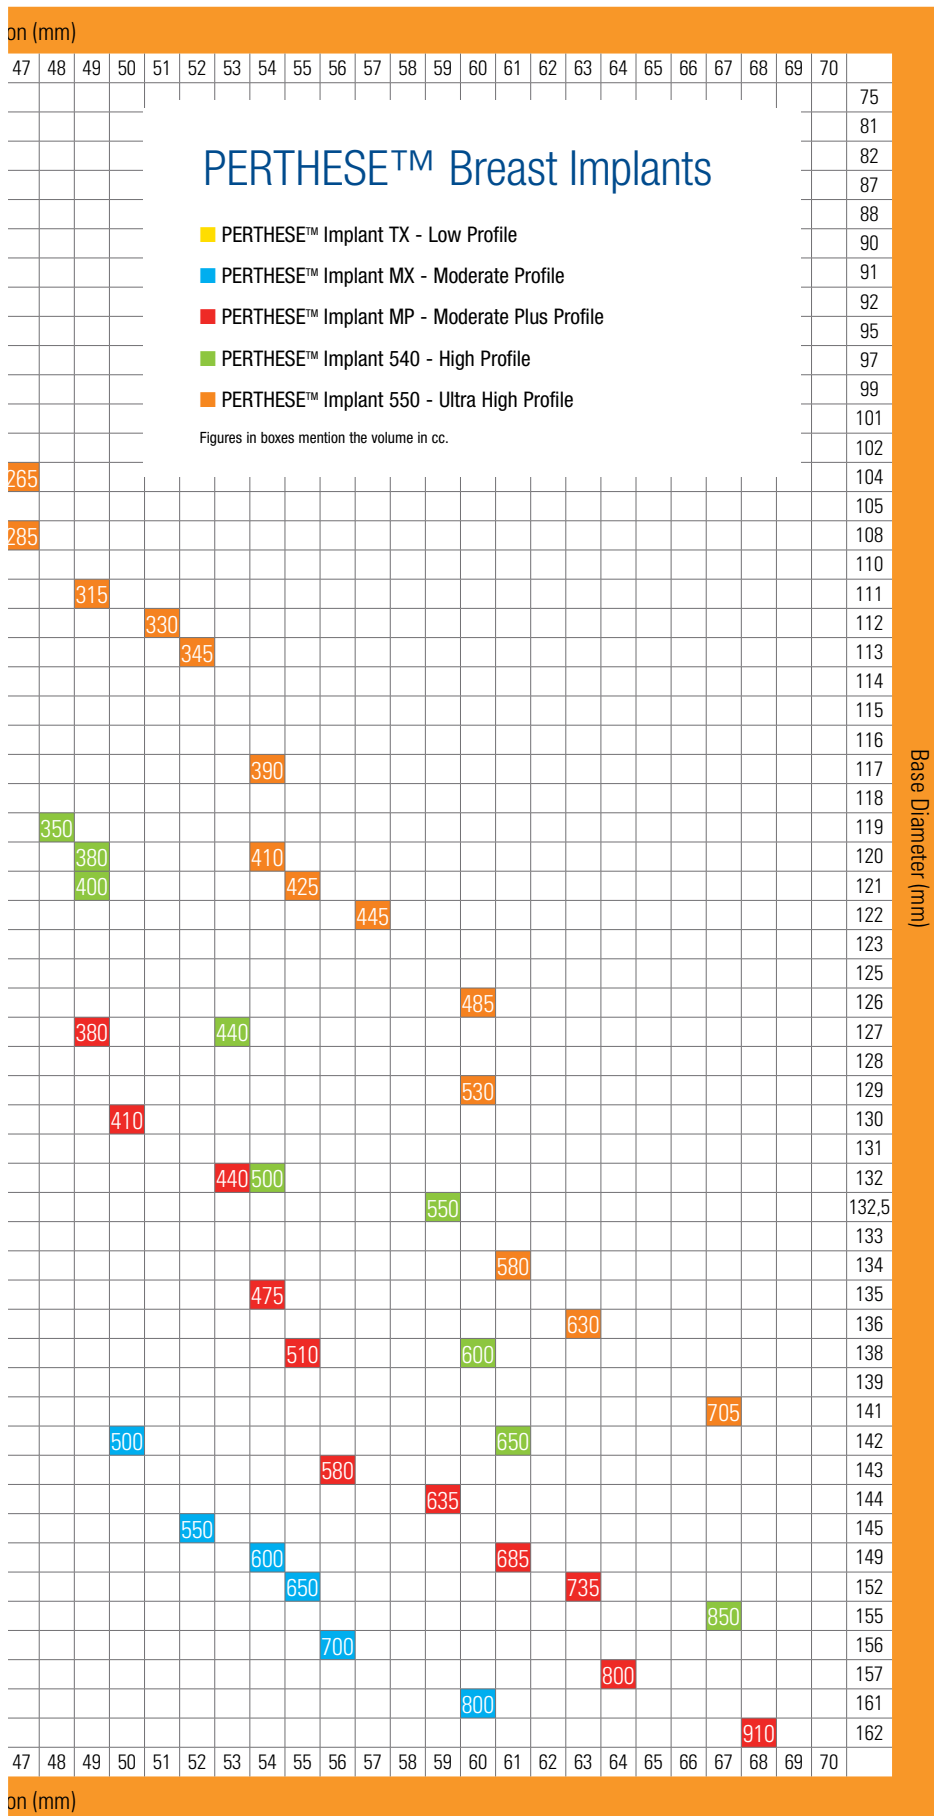 on (mm)
47 48 49 50 51 52 53 54 55 56 57 58 59 60 61 62 63 64 65 66 67 68 69 70
75
81
PERTHESE™ Breast Implants
82
87
88
PERTHESE™ Implant TX - Low Profile
90
PERTHESE™ Implant MX - Moderate Profile
91
92
PERTHESE™ Implant MP - Moderate Plus Profile
95
PERTHESE™ Implant 540 - High Profile
97
99
PERTHESE™ Implant 550 - Ultra High Profile
101
Figures in boxes mention the volume in cc.
102
265 104
105
285 108
110
315 111
330 112
345 113
114
115
116
390 117
118
350 119
380 410 120
400 425 121
445 122
123
125
485 126
380 440 127
128
530 129
410 130
131
440 500 132
550 132,5
133
580 134
475 135
630 136
510 600 138
139
705 141
500 650 142
580 143
635 144
550 145
600 685 149
650 735 152
850 155
700 156
800 157
800 161
910 162
47 48 49 50 51 52 53 54 55 56 57 58 59 60 61 62 63 64 65 66 67 68 69 70
on (mm)
Base Diameter (mm)